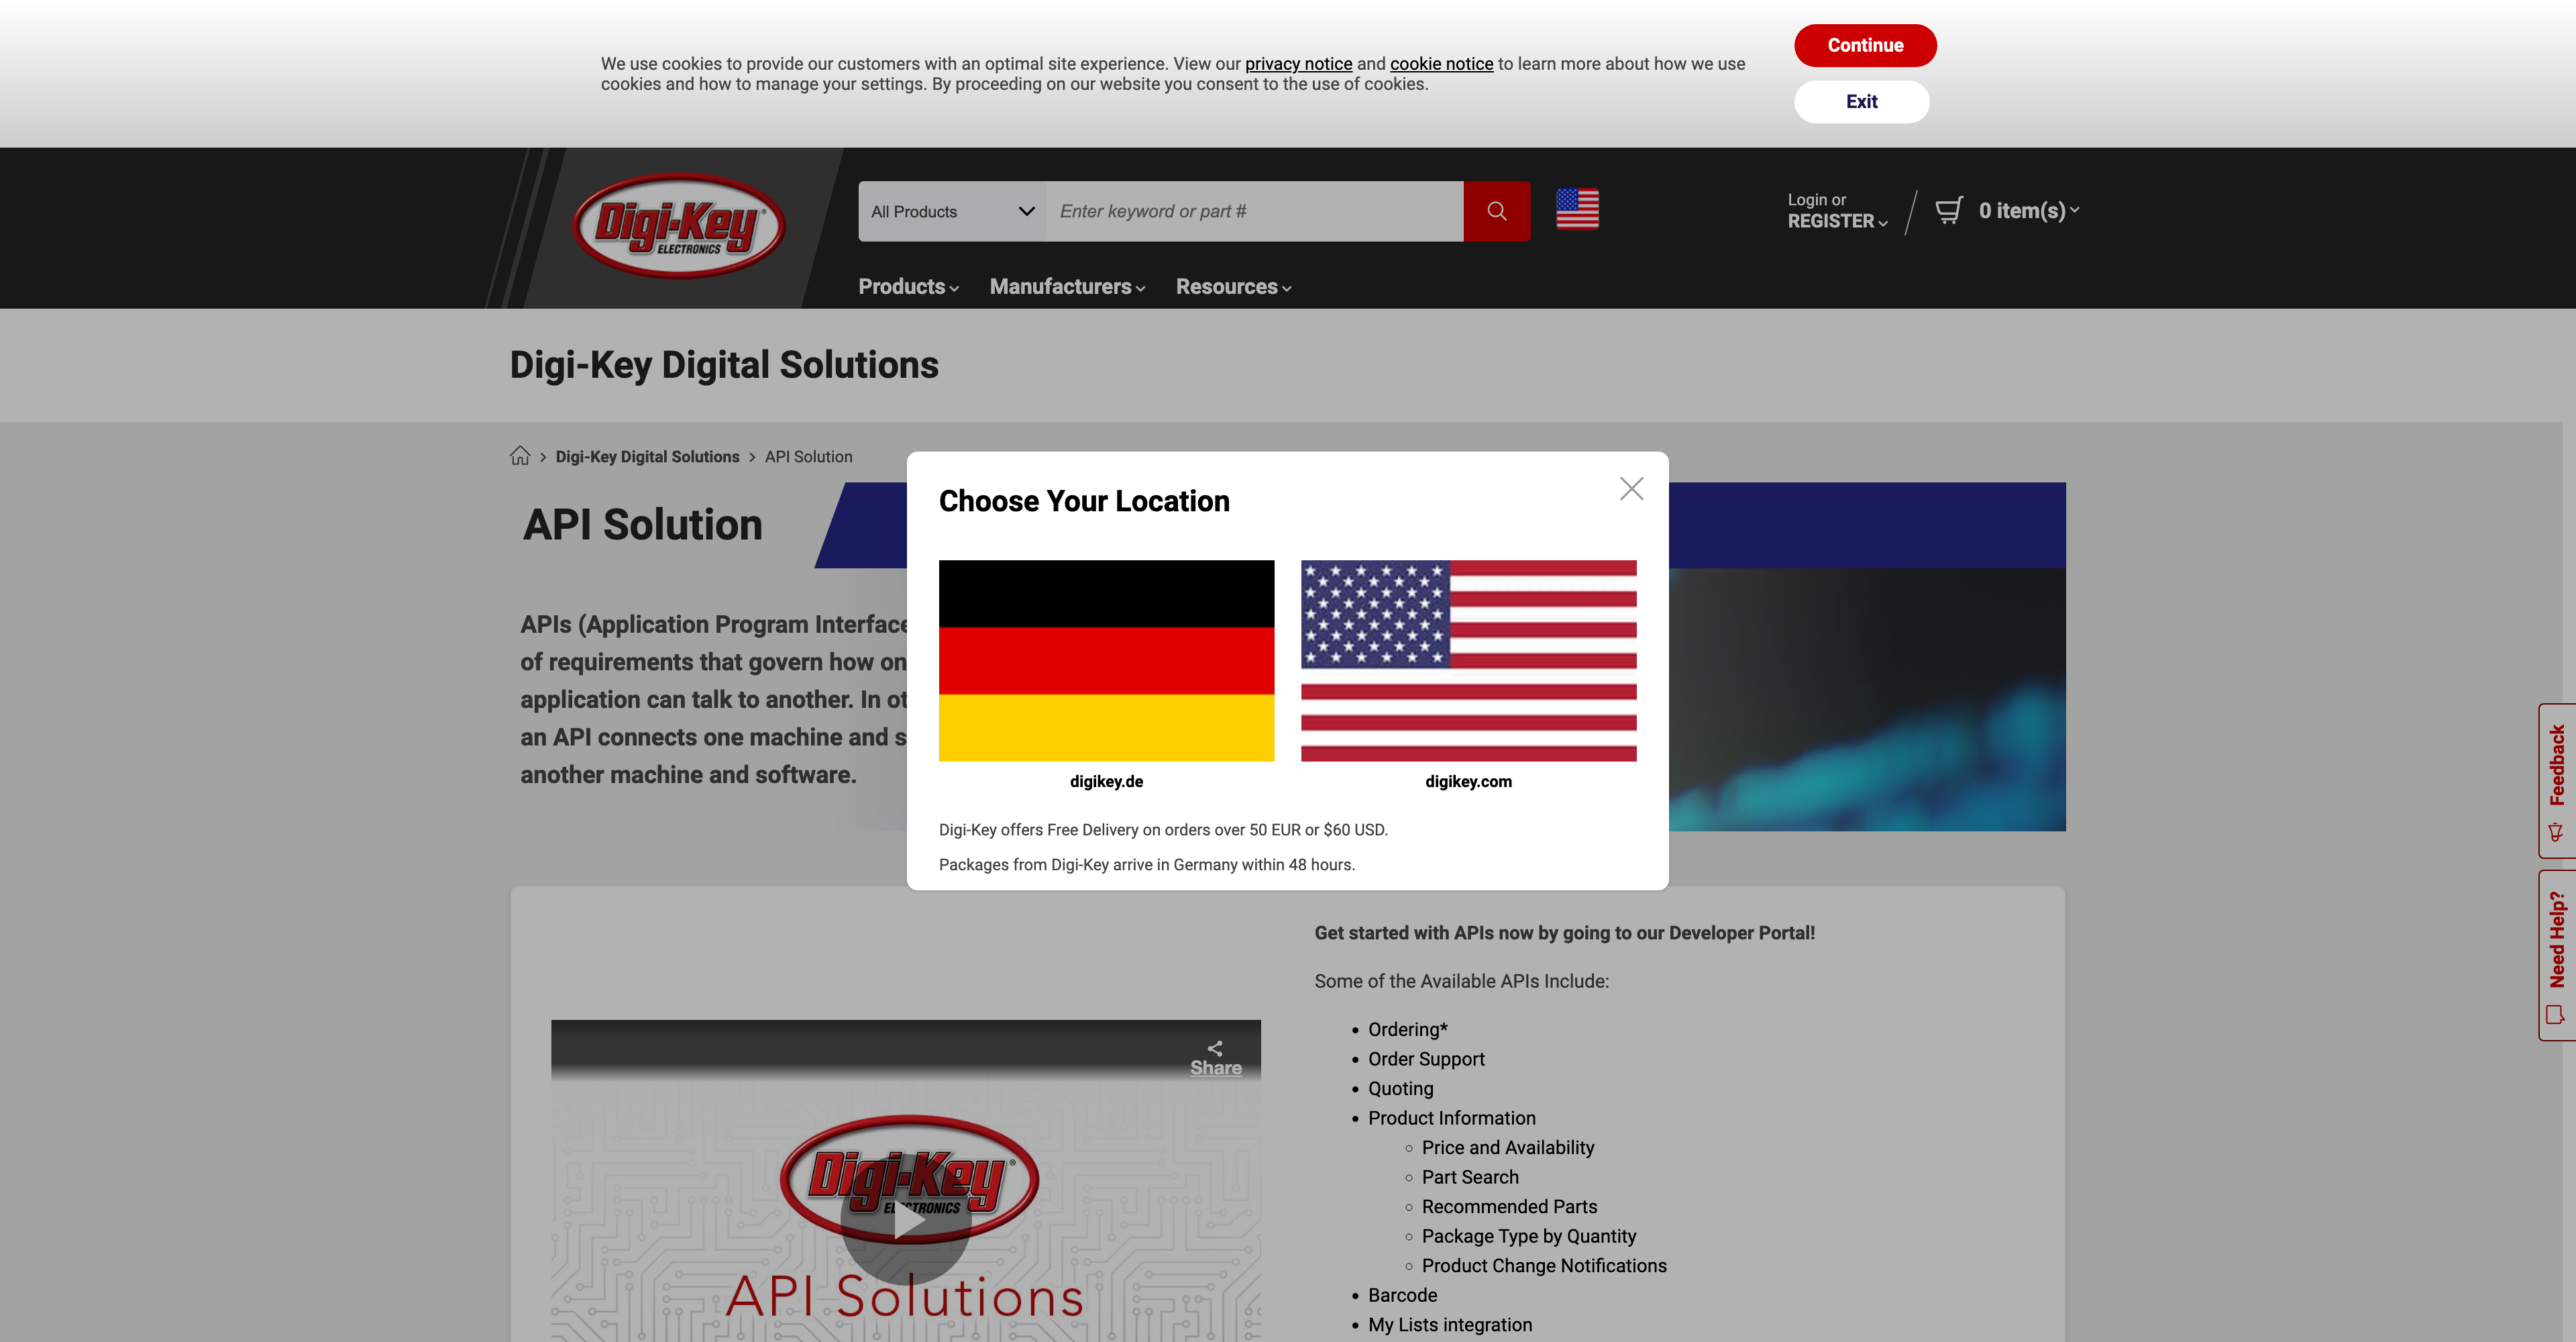 We use cookies to provide our customers with an optimal site experience. View our privacy notice and cookie notice to learn more about how we use
cookies and how to manage your settings. By proceeding on our website you consent to the use of cookies.
Continue
Exit
Digi-Key®
ELECTRONICS
All Products
Enter keyword or part #
Login or
REGISTER
0 item(s)
Products
Manufacturers
Resources
Digi-Key Digital Solutions
Digi-Key Digital Solutions
API Solution
API Solution
APIs (Application Program Interface
of requirements that govern how on
application can talk to another. In ot
an API connects one machine and s
another machine and software.
Choose Your Location
digikey.de
digikey.com
Digi-Key offers Free Delivery on orders over 50 EUR or $60 USD.
Packages from Digi-Key arrive in Germany within 48 hours.
Feedback
Need Help?
Share
Digi-Key®
ELECTRONICS
API Solutions
Get started with APIs now by going to our Developer Portal!
Some of the Available APIs Include:
Ordering*
Order Support
Quoting
Product Information
Price and Availability
Part Search
Recommended Parts
Package Type by Quantity
Product Change Notifications
Barcode
My Lists integration